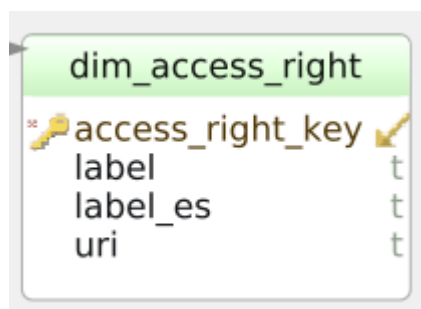 dim_access_right
access_right_key
label t
label_es t
uri t